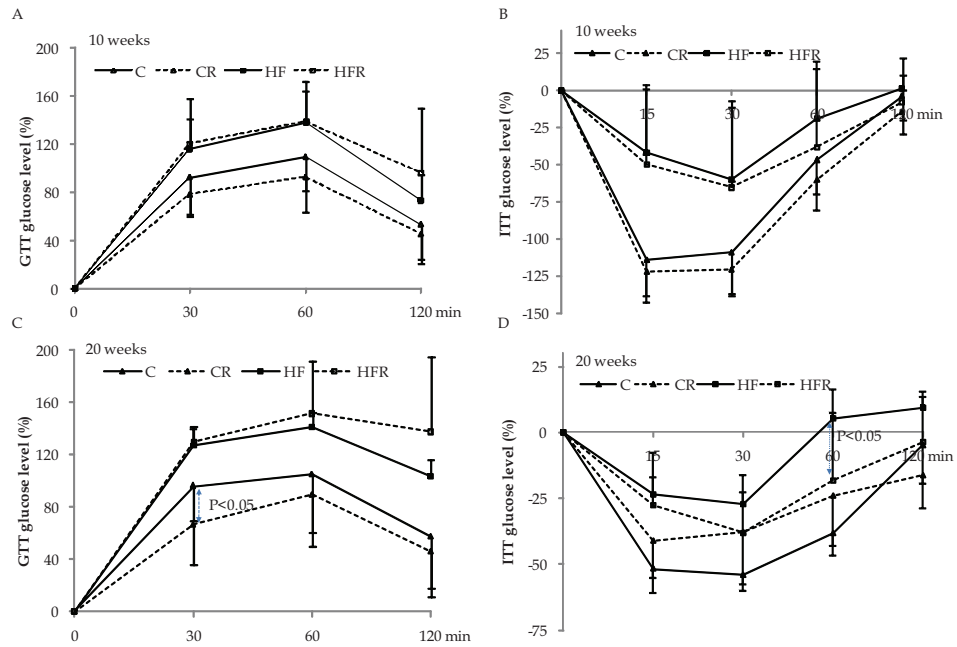 A
10 weeks
C CR HF HFR
GTT glucose level (%)
200
160
120
80
40
0
0 30 60 120 min
B
10 weeks
C CR HF HFR
ITT glucose level (%)
25
0
-25
-50
-75
-100
-125
-150
15 30 60 120 min
C
20 weeks
C CR HF HFR
GTT glucose level (%)
200
160
120
80
40
0
P<0.05
0 30 60 120 min
D
20 weeks
C CR HF HFR
ITT glucose level (%)
25
0
-25
-50
-75
P<0.05
15 30 60 120 min